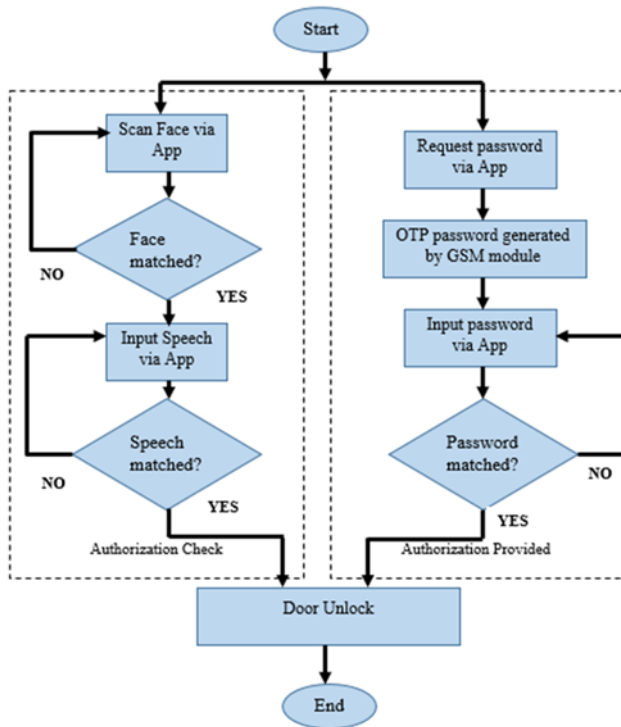 Start
Scan Face via
App
Face
matched?
NO
YES
Input Speech
via App
Speech
matched?
NO
YES
Authorization Check
Request password
via App
OTP password generated
by GSM module
Input password
via App
Password
matched?
NO
YES
Authorization Provided
Door Unlock
End